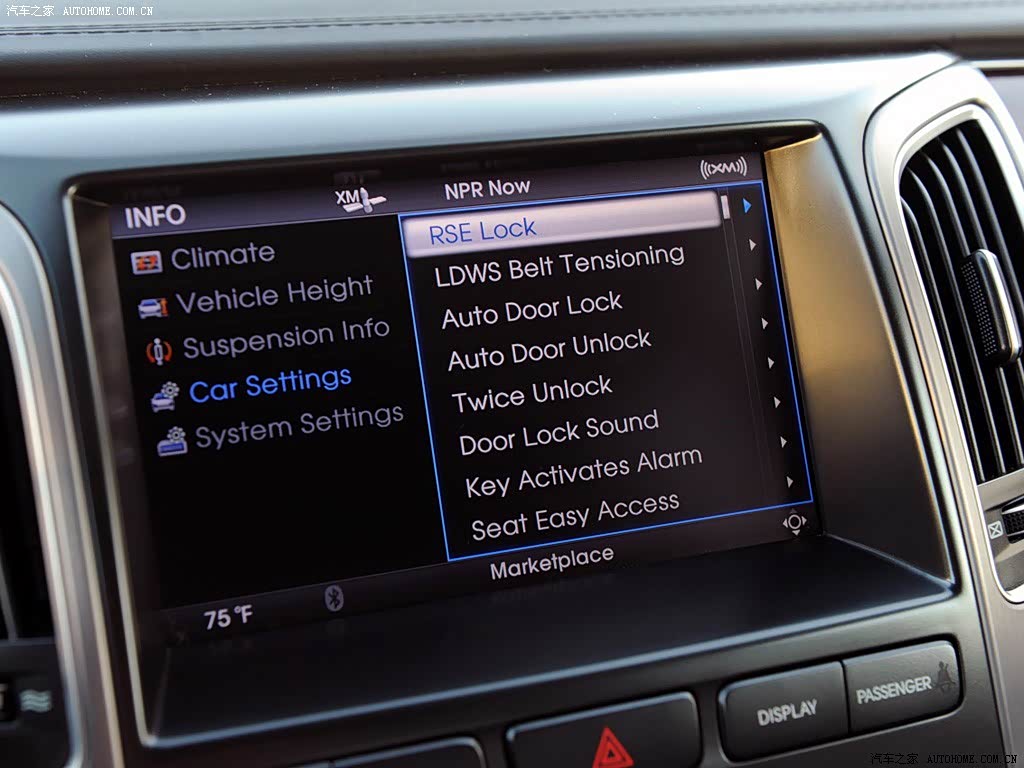 汽车之家 AUTOHOME.COM.CN
INFO
XM
NPR Now
((XM))
Climate
Vehicle Height
Suspension Info
Car Settings
System Settings
RSE Lock
LDWS Belt Tensioning
Auto Door Lock
Auto Door Unlock
Twice Unlock
Door Lock Sound
Key Activates Alarm
Seat Easy Access
Marketplace
75°F
DISPLAY
PASSENGER
汽车之家 AUTOHOME.COM.CN